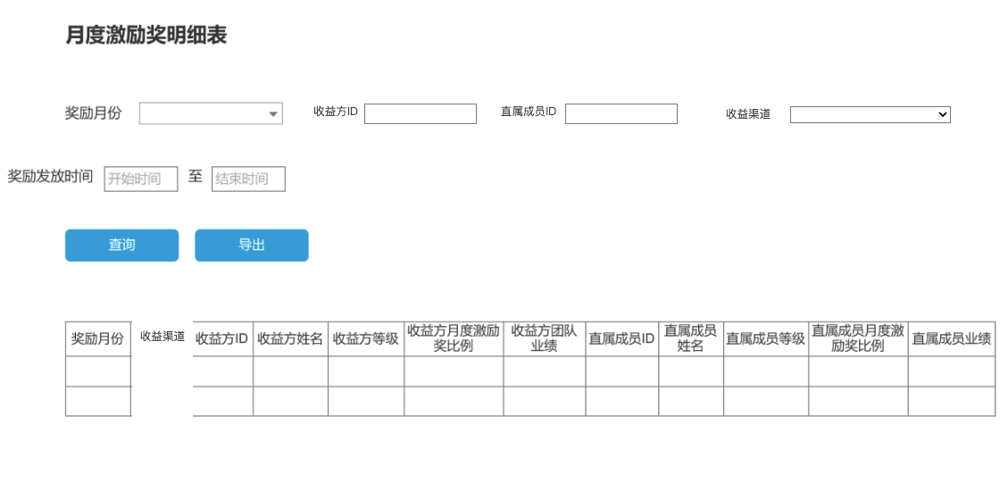 月度激励奖明细表
奖励月份 收益方ID 直属成员ID 收益渠道
奖励发放时间 开始时间 至 结束时间
查询 导出
奖励月份 收益渠道 收益方ID 收益方姓名 收益方等级 收益方月度激励奖比例 收益方团队业绩 直属成员ID 直属成员姓名 直属成员等级 直属成员月度激励奖比例 直属成员业绩